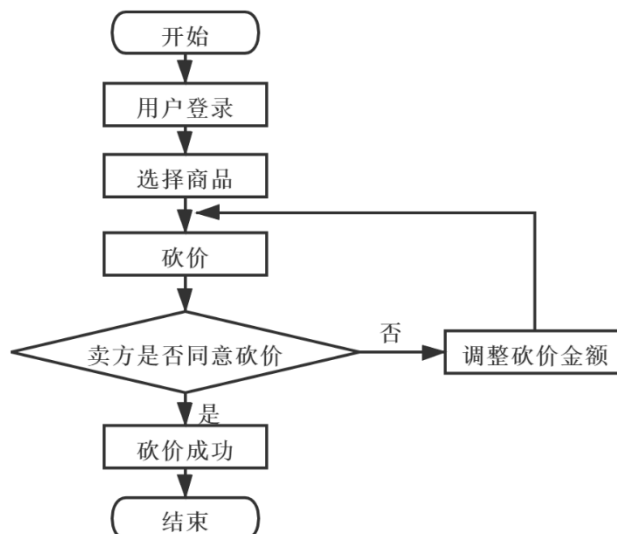 开始
用户登录
选择商品
砍价
卖方是否同意砍价
否
调整砍价金额
是
砍价成功
结束